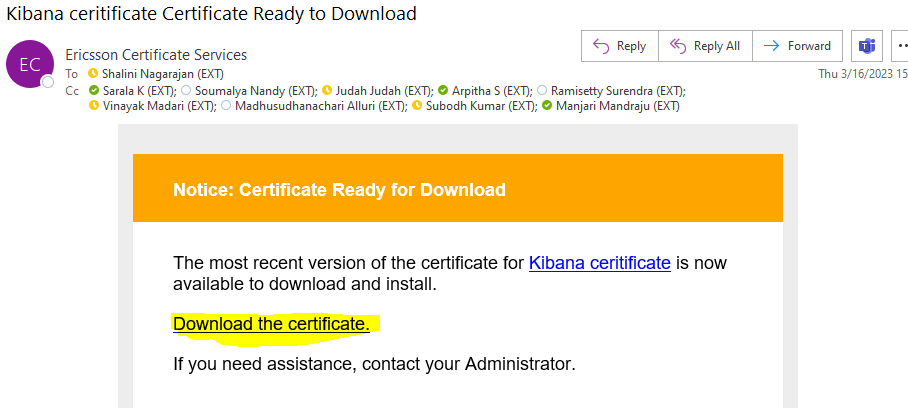 Kibana ceritificate Certificate Ready to Download
EC
Ericsson Certificate Services
To Shalini Nagarajan (EXT)
Cc Sarala K (EXT); Soumalya Nandy (EXT); Judah Judah (EXT); Arpitha S (EXT); Ramisetty Surendra (EXT);
Vinayak Madari (EXT); Madhusudhanachari Alluri (EXT); Subodh Kumar (EXT); Manjari Mandraju (EXT)
Reply
Reply All
Forward
Thu 3/16/2023 15
Notice: Certificate Ready for Download
The most recent version of the certificate for Kibana ceritificate is now
available to download and install.
Download the certificate.
If you need assistance, contact your Administrator.